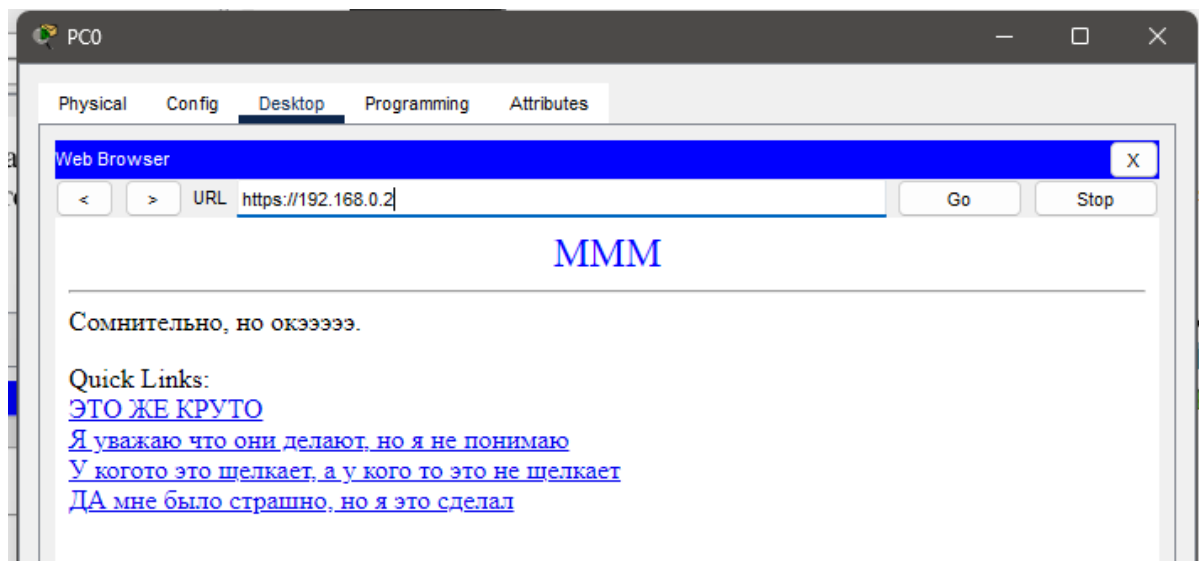 PC0
Physical Config Desktop Programming Attributes
Web Browser X
< > URL https://192.168.0.2 Go Stop
МММ
Сомнительно, но окэээээ.
Quick Links:
ЭТО ЖЕ КРУТО
Я уважаю что они делают, но я не понимаю
У когото это щелкает, а у кого то это не щелкает
ДА мне было страшно, но я это сделал